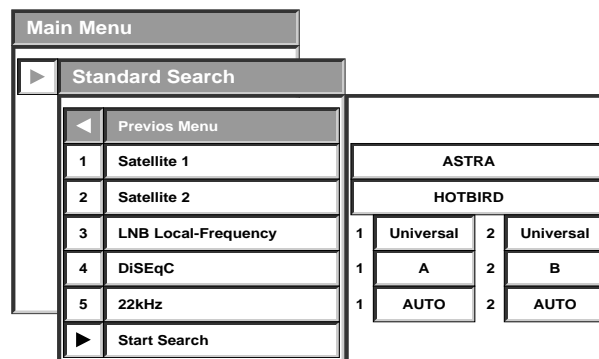 Main Menu
Standard Search
Previos Menu
1 Satellite 1 ASTRA
2 Satellite 2 HOTBIRD
3 LNB Local-Frequency 1 Universal 2 Universal
4 DiSEqC 1 A 2 B
5 22kHz 1 AUTO 2 AUTO
Start Search